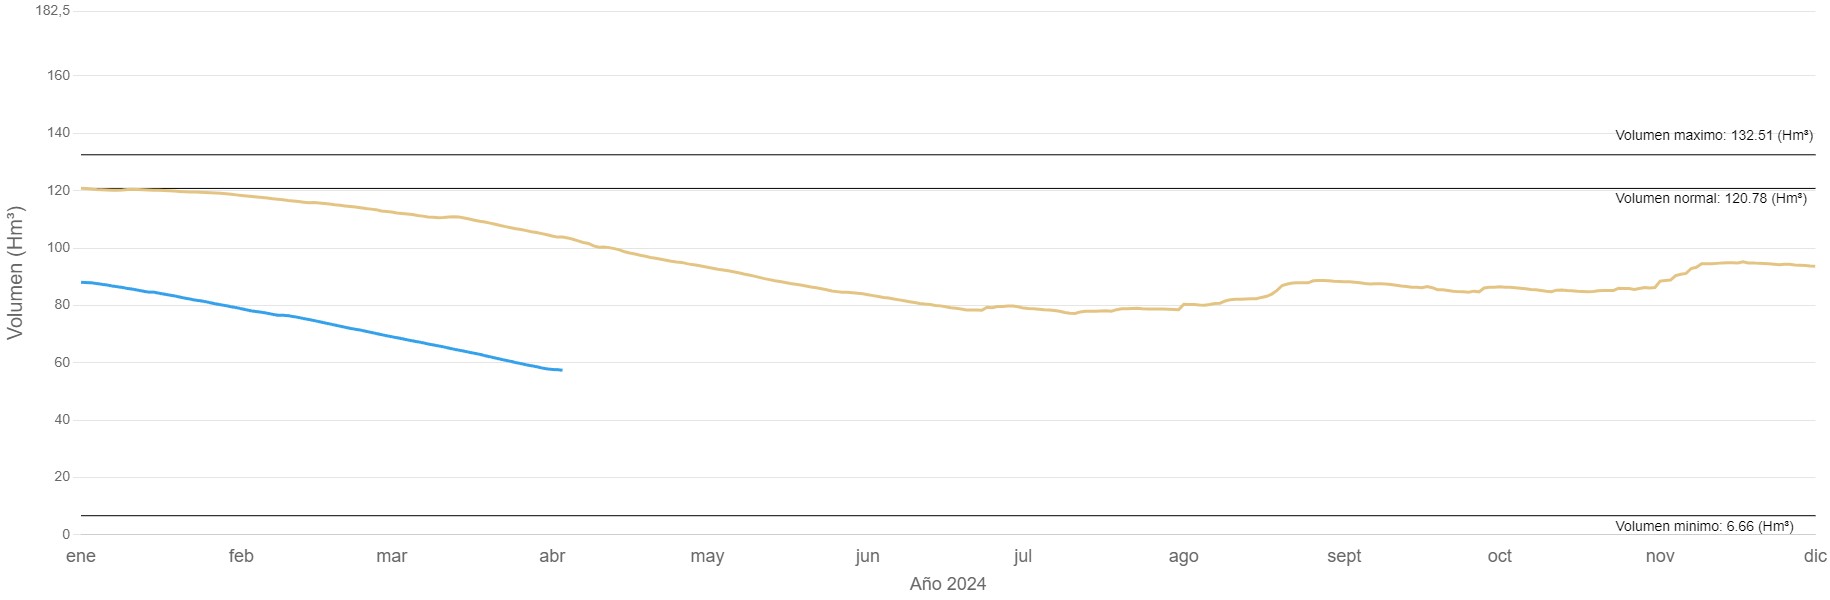 182,5
160
140
Volumen maximo: 132.51 (Hm³)
120
Volumen normal: 120.78 (Hm³)
100
80
60
40
20
Volumen minimo: 6.66 (Hm³)
0
Volumen (Hm³)
ene feb mar abr may jun jul ago sept oct nov dic
Año 2024